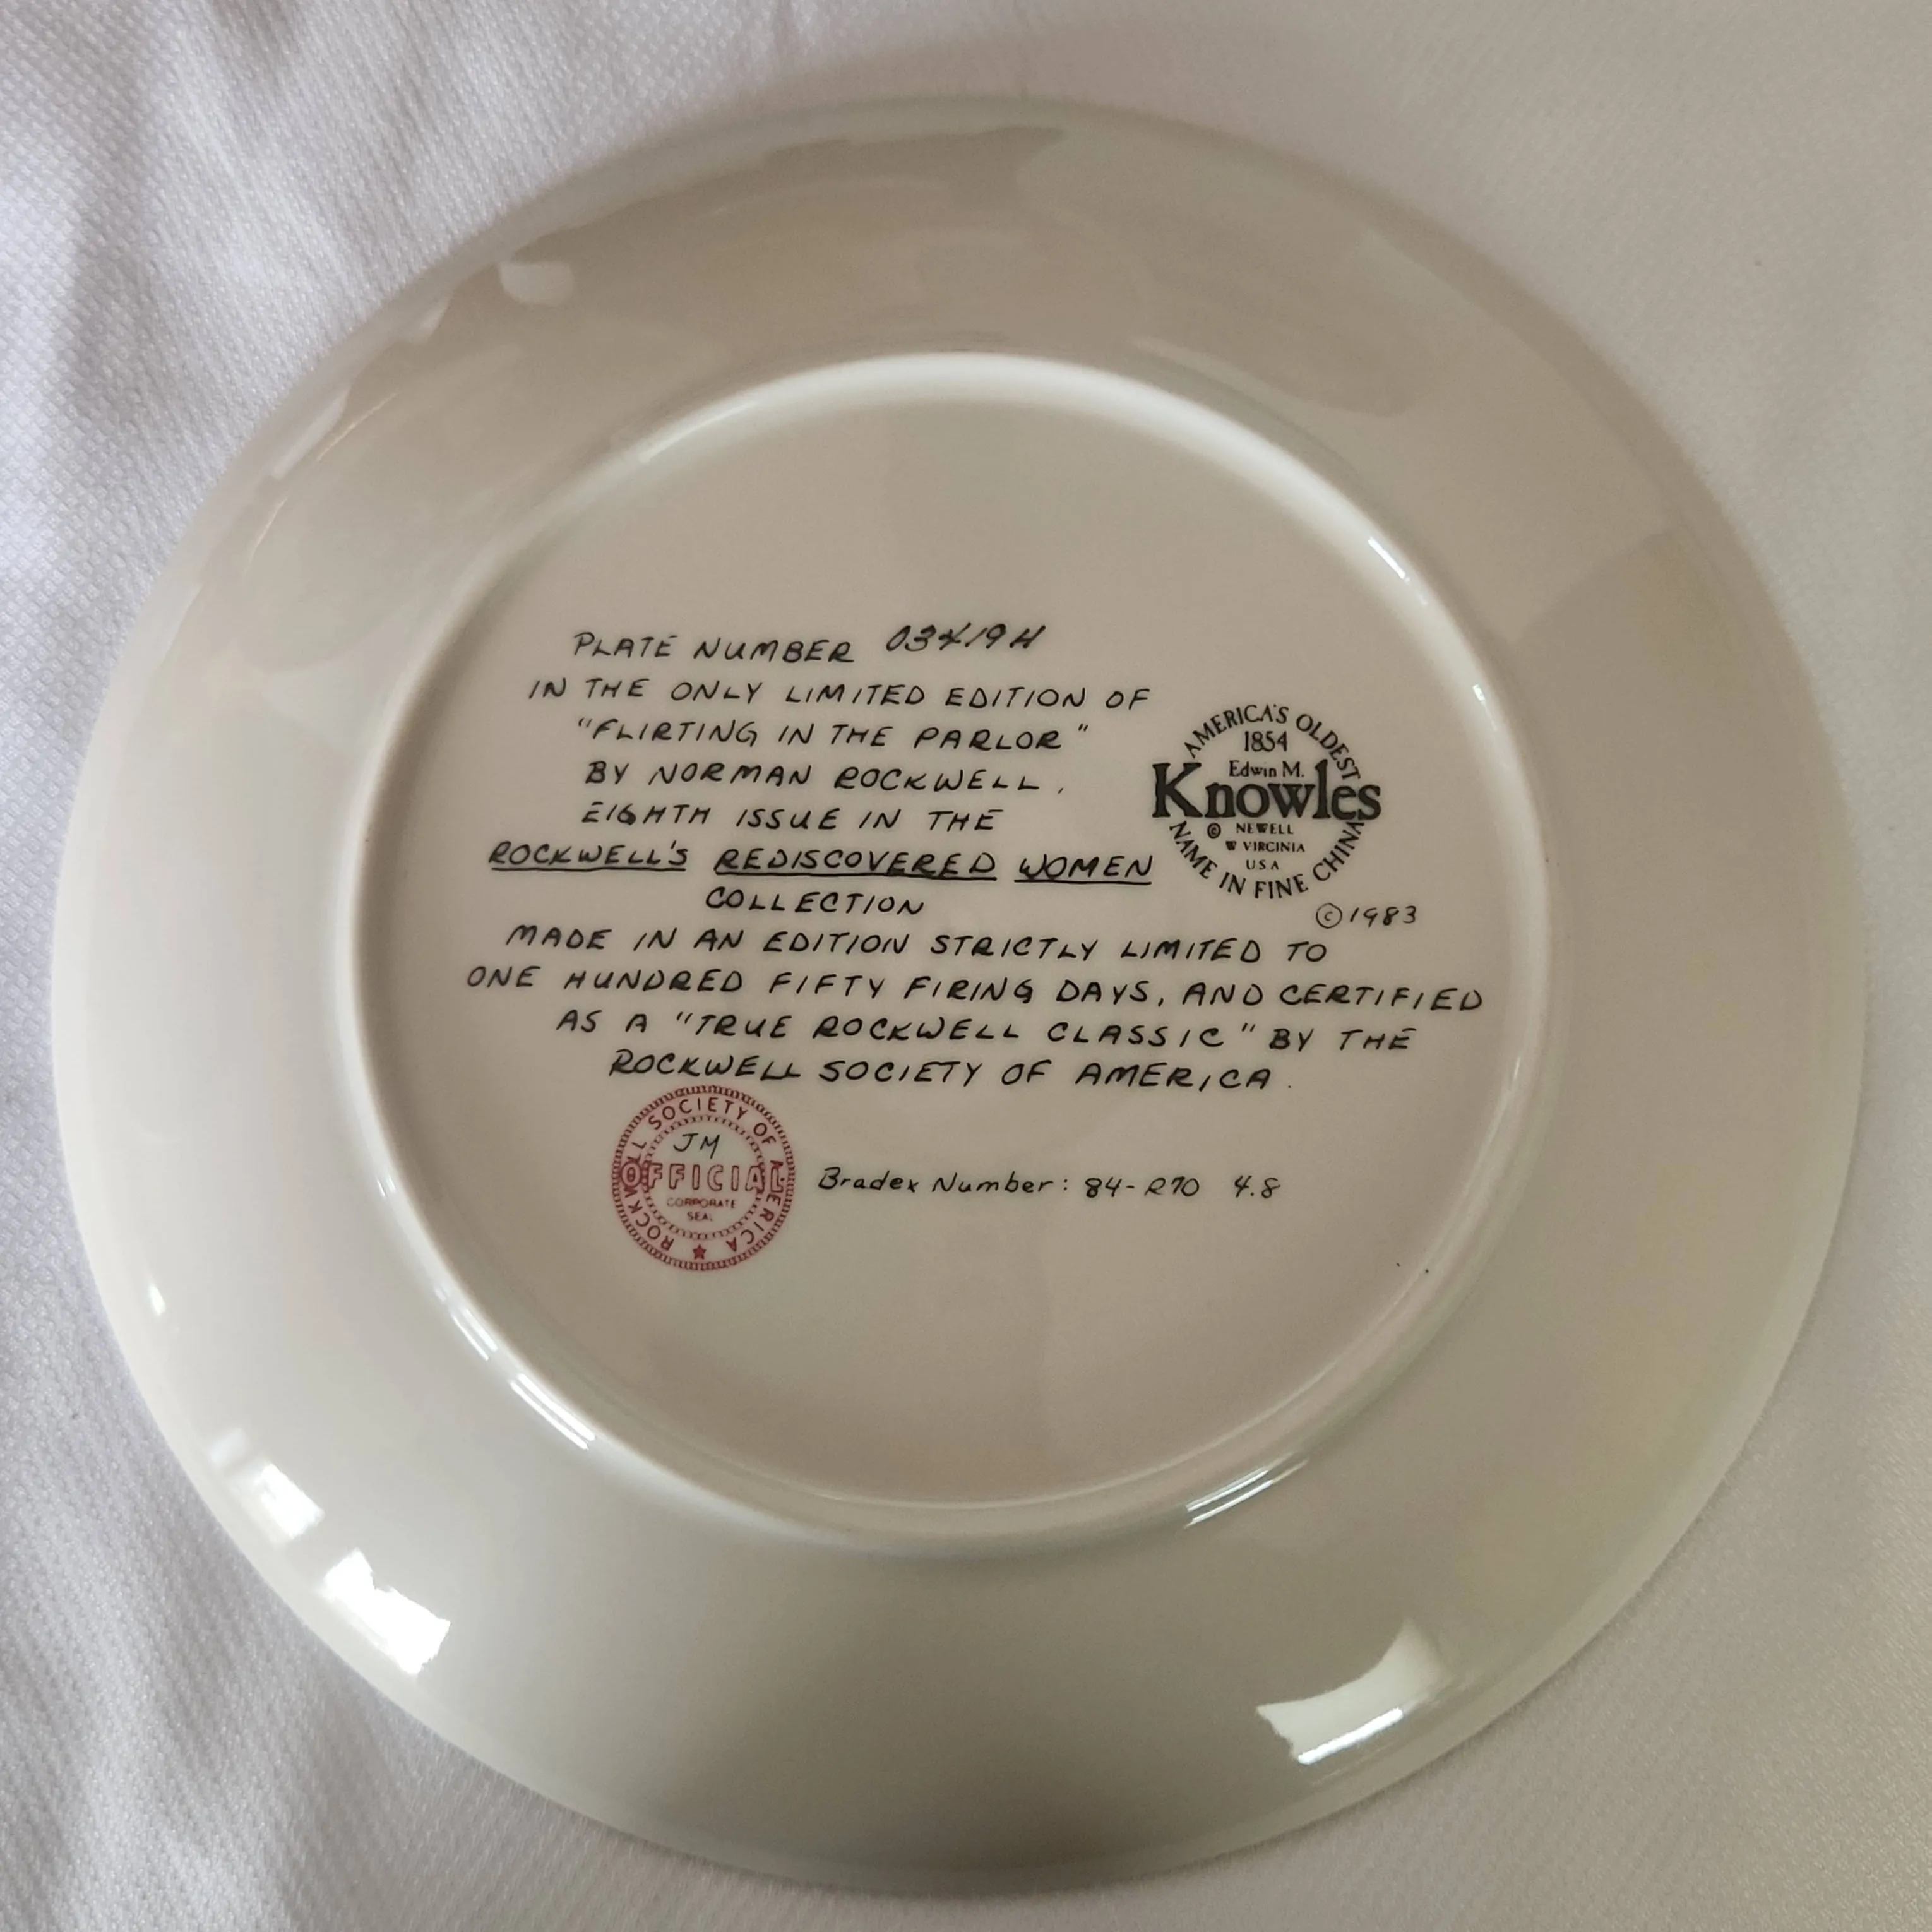 PLATE NUMBER 03419H
IN THE ONLY LIMITED EDITION OF
"FLIRTING IN THE PARLOR"
BY NORMAN ROCKWELL,
EIGHTH ISSUE IN THE
ROCKWELL'S REDISCOVERED WOMEN
COLLECTION
AMERICA'S OLDEST
1854
Edwin M.
Knowles
© NEWELL
W VIRGINIA
USA
NAME IN FINE CHINA
© 1983
MADE IN AN EDITION STRICTLY LIMITED TO
ONE HUNDRED FIFTY FIRING DAYS, AND CERTIFIED
AS A "TRUE ROCKWELL CLASSIC" BY THE
ROCKWELL SOCIETY OF AMERICA.
ROCKWELL SOCIETY OF AMERICA
JM
OFFICIAL
CORPORATE
SEAL
Bradex Number: 84-R70 4.8